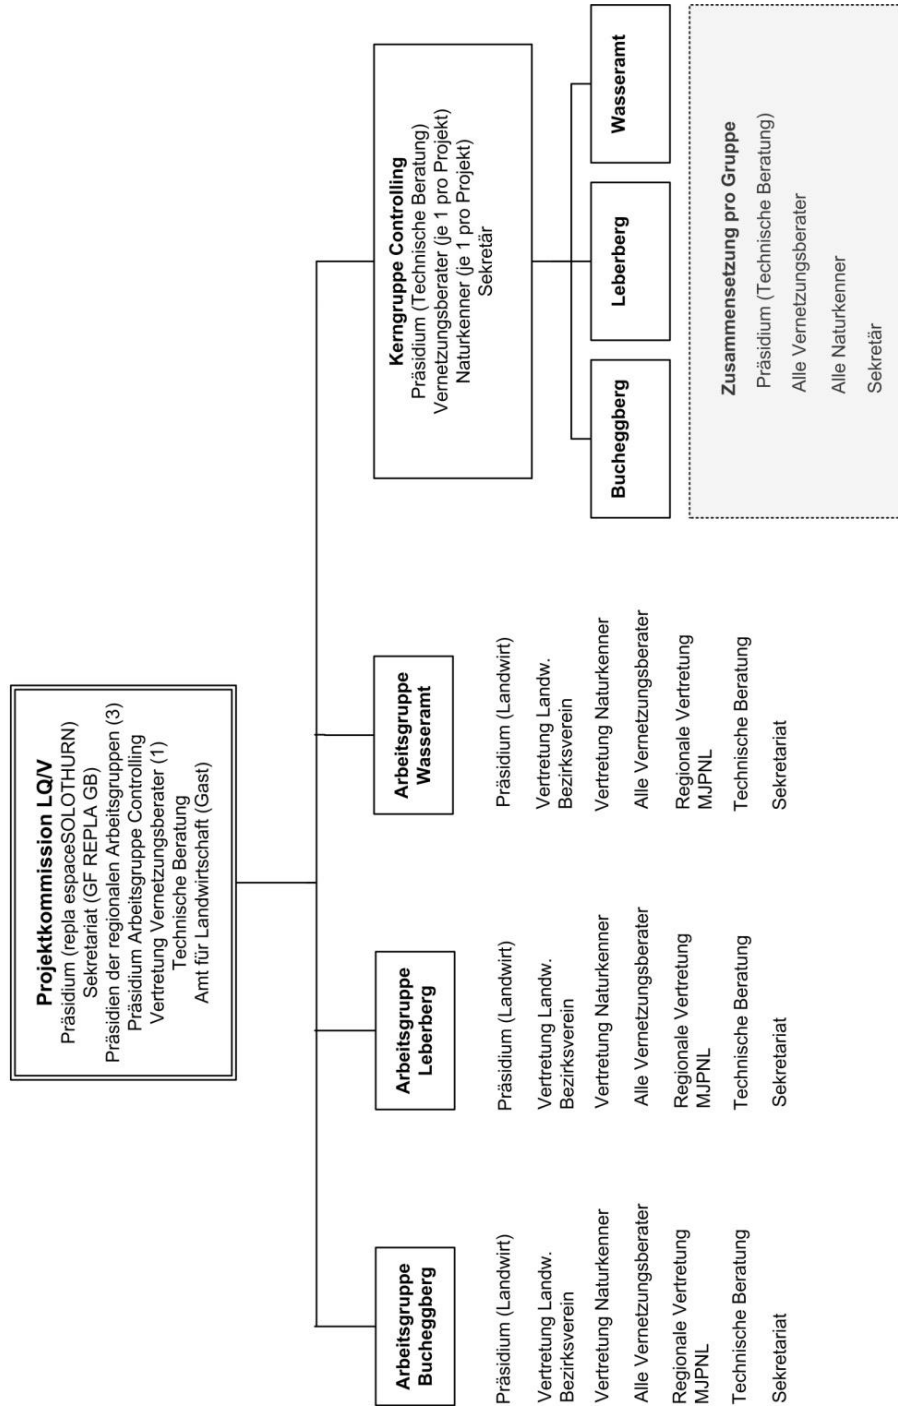 Projektkommission LQ/V
Präsidium (repla espaceSOLOTHURN)
Sekretariat (GF REPLA GB)
Präsidien der regionalen Arbeitsgruppen (3)
Präsidium Arbeitsgruppe Controlling
Vertretung Vernetzungsberater (1)
Technische Beratung
Amt für Landwirtschaft (Gast)
Arbeitsgruppe
Bucheggberg
Präsidium (Landwirt)
Vertretung Landw.
Bezirksverein
Vertretung Naturkenner
Alle Vernetzungsberater
Regionale Vertretung
MJPNL
Technische Beratung
Sekretariat
Arbeitsgruppe
Leberberg
Präsidium (Landwirt)
Vertretung Landw.
Bezirksverein
Vertretung Naturkenner
Alle Vernetzungsberater
Regionale Vertretung
MJPNL
Technische Beratung
Sekretariat
Arbeitsgruppe
Wasseramt
Präsidium (Landwirt)
Vertretung Landw.
Bezirksverein
Vertretung Naturkenner
Alle Vernetzungsberater
Regionale Vertretung
MJPNL
Technische Beratung
Sekretariat
Kerngruppe Controlling
Präsidium (Technische Beratung)
Vernetzungsberater (je 1 pro Projekt)
Naturkenner (je 1 pro Projekt)
Sekretär
Bucheggberg
Leberberg
Wasseramt
Zusammensetzung pro Gruppe
Präsidium (Technische Beratung)
Alle Vernetzungsberater
Alle Naturkenner
Sekretär